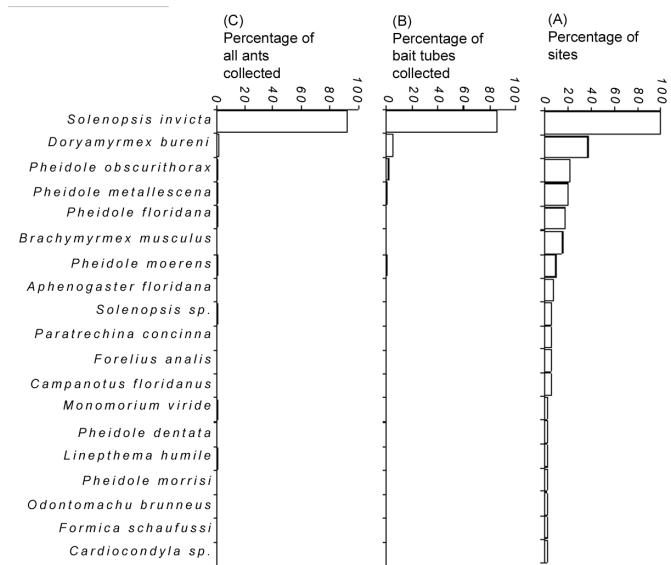 (C)
Percentage of
all ants
collected
(B)
Percentage of
bait tubes
collected
(A)
Percentage of
sites
0 20 40 60 80 100
0 20 40 60 80 100
0 20 40 60 80 100
Solenopsis invicta
Doryamyrmex bureni
Pheidole obscurithorax
Pheidole metallescena
Pheidole floridana
Brachymyrmex musculus
Pheidole moerens
Aphenogaster floridana
Solenopsis sp.
Paratrechina concinna
Forelius analis
Campanotus floridanus
Monomorium viride
Pheidole dentata
Linepthema humile
Pheidole morrisi
Odontomachu brunneus
Formica schaufussi
Cardiocondyla sp.